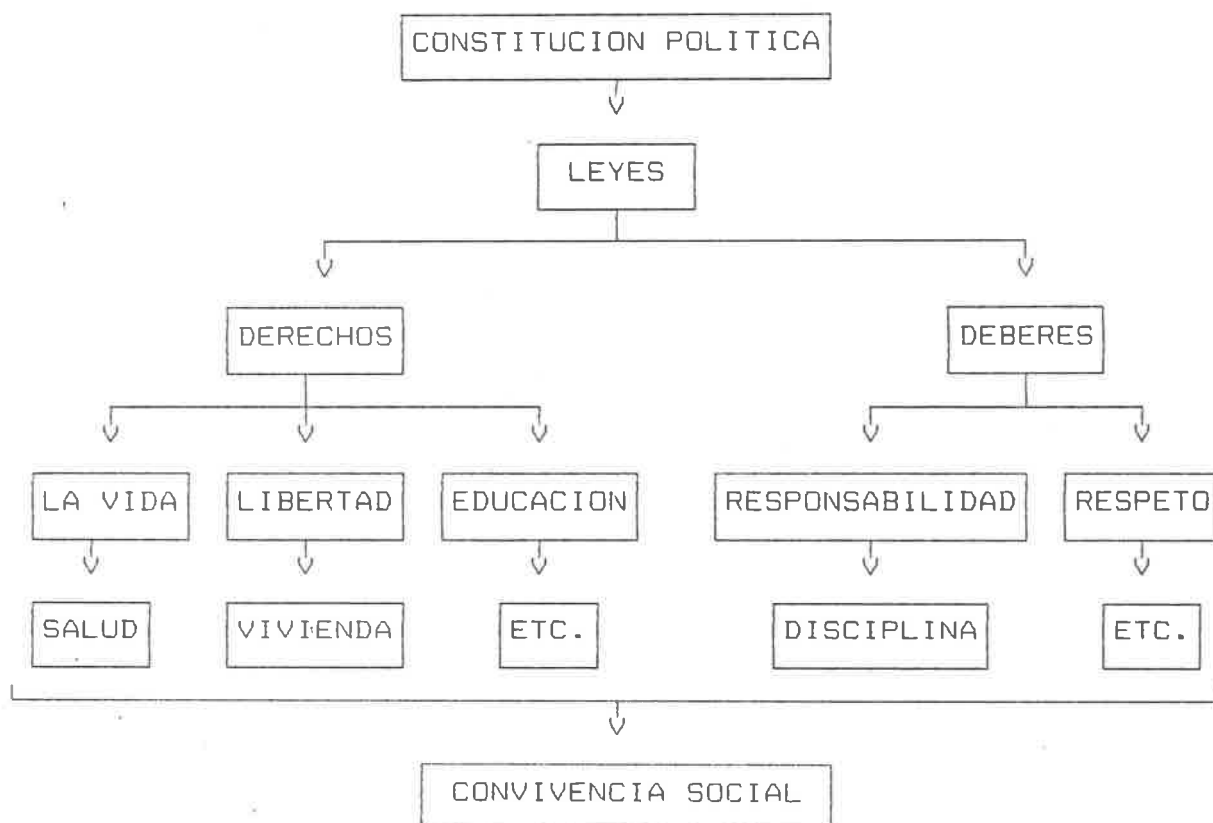 CONSTITUCION POLITICA
LEYES
DERECHOS DEBERES
LA VIDA LIBERTAD EDUCACION RESPONSABILIDAD RESPETO
SALUD VIVIENDA ETC. DISCIPLINA ETC.
CONVIVENCIA SOCIAL